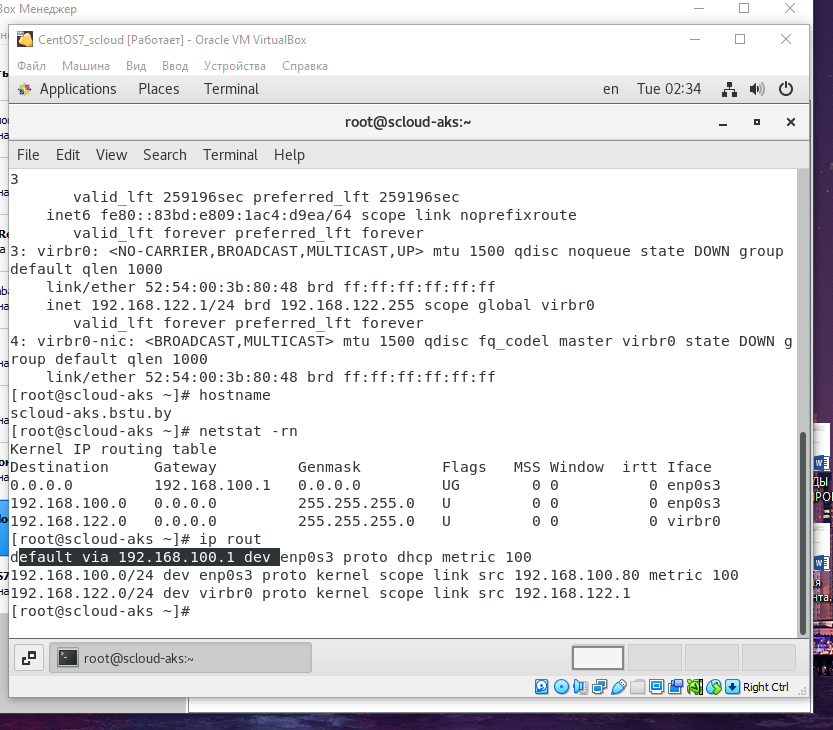 Box Менеджер
CentOS7_scloud [Работает] - Oracle VM VirtualBox
Файл Машина Вид Ввод Устройства Справка
Applications Places Terminal en Tue 02:34
root@scloud-aks:~
File Edit View Search Terminal Help
3
valid_lft 259196sec preferred_lft 259196sec
inet6 fe80::83bd:e809:1ac4:d9ea/64 scope link noprefixroute
valid_lft forever preferred_lft forever
3: virbr0: <NO-CARRIER,BROADCAST,MULTICAST,UP> mtu 1500 qdisc noqueue state DOWN group
default qlen 1000
link/ether 52:54:00:3b:80:48 brd ff:ff:ff:ff:ff:ff
inet 192.168.122.1/24 brd 192.168.122.255 scope global virbr0
valid_lft forever preferred_lft forever
4: virbr0-nic: <BROADCAST,MULTICAST> mtu 1500 qdisc fq_codel master virbr0 state DOWN g
roup default qlen 1000
link/ether 52:54:00:3b:80:48 brd ff:ff:ff:ff:ff:ff
[root@scloud-aks ~]# hostname
scloud-aks.bstu.by
[root@scloud-aks ~]# netstat -rn
Kernel IP routing table
Destination Gateway Genmask Flags MSS Window irtt Iface
0.0.0.0 192.168.100.1 0.0.0.0 UG 0 0 0 enp0s3
192.168.100.0 0.0.0.0 255.255.255.0 U 0 0 0 enp0s3
192.168.122.0 0.0.0.0 255.255.255.0 U 0 0 0 virbr0
[root@scloud-aks ~]# ip rout
default via 192.168.100.1 dev enp0s3 proto dhcp metric 100
192.168.100.0/24 dev enp0s3 proto kernel scope link src 192.168.100.80 metric 100
192.168.122.0/24 dev virbr0 proto kernel scope link src 192.168.122.1
[root@scloud-aks ~]#
root@scloud-aks:~
Right Ctrl